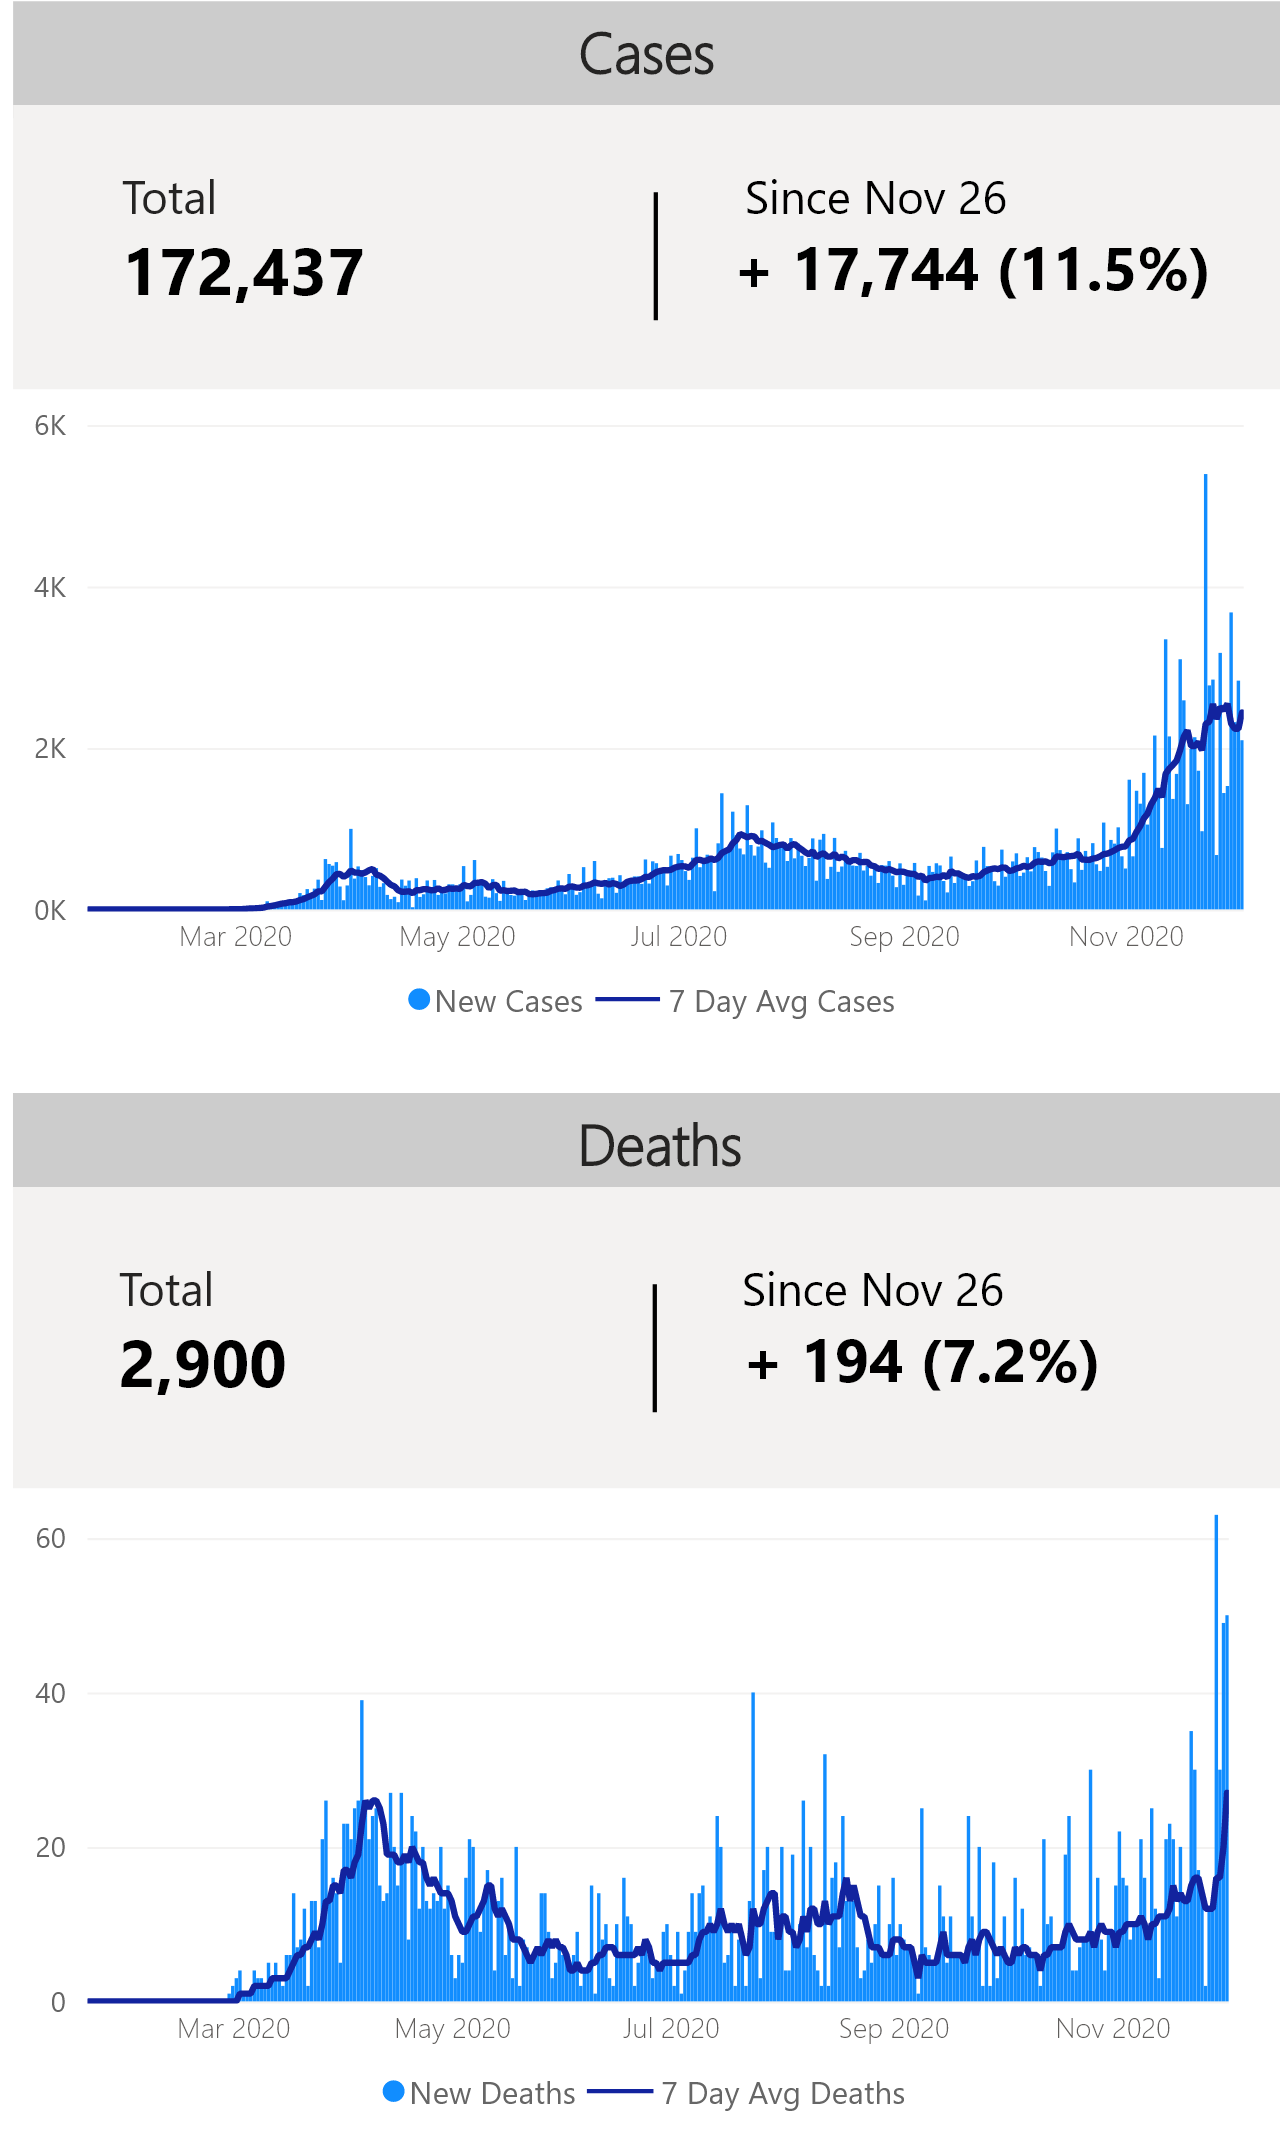 Cases
Total
Since Nov 26
172,437
+ 17,744 (11.5%)
6K
4K
2K
0K
Mar 2020 May 2020 Jul 2020 Sep 2020 Nov 2020
New Cases 7 Day Avg Cases
Deaths
Total
Since Nov 26
2,900
+ 194 (7.2%)
60
40
20
0
Mar 2020 May 2020 Jul 2020 Sep 2020 Nov 2020
New Deaths 7 Day Avg Deaths